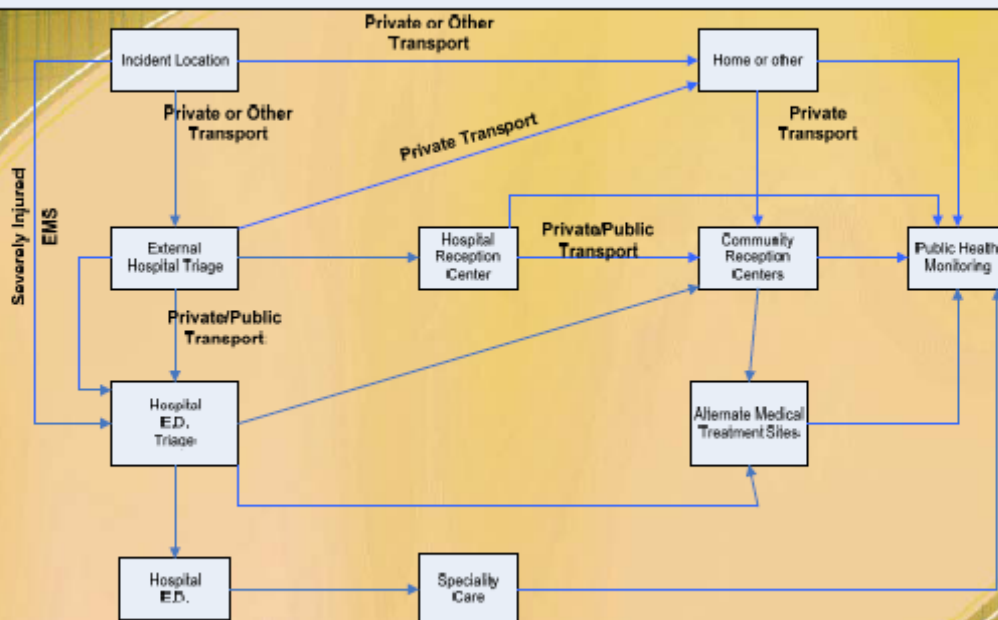 Private or Other
Transport
Incident Location
Home or other
Private or Other
Transport
Private Transport
Private
Transport
Severely Injured
EMS
External
Hospital Triage
Hospital
Reception
Center
Private/Public
Transport
Community
Reception
Centers
Public Heath
Monitoring
Private/Public
Transport
Hospital
E.D.
Triage
Alternate Medical
Treatment Sites
Hospital
E.D.
Speciality
Care